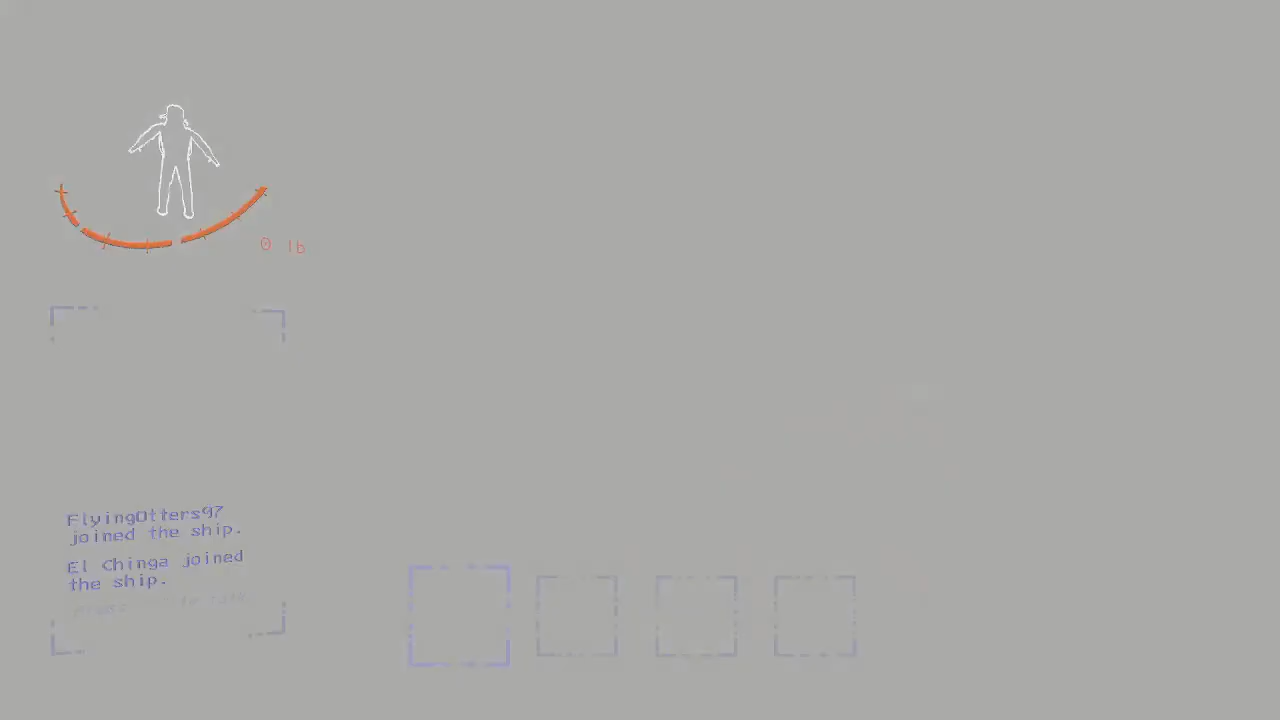 0 lb
FlyingOtters97
joined the ship.
El Chinga joined
the ship.